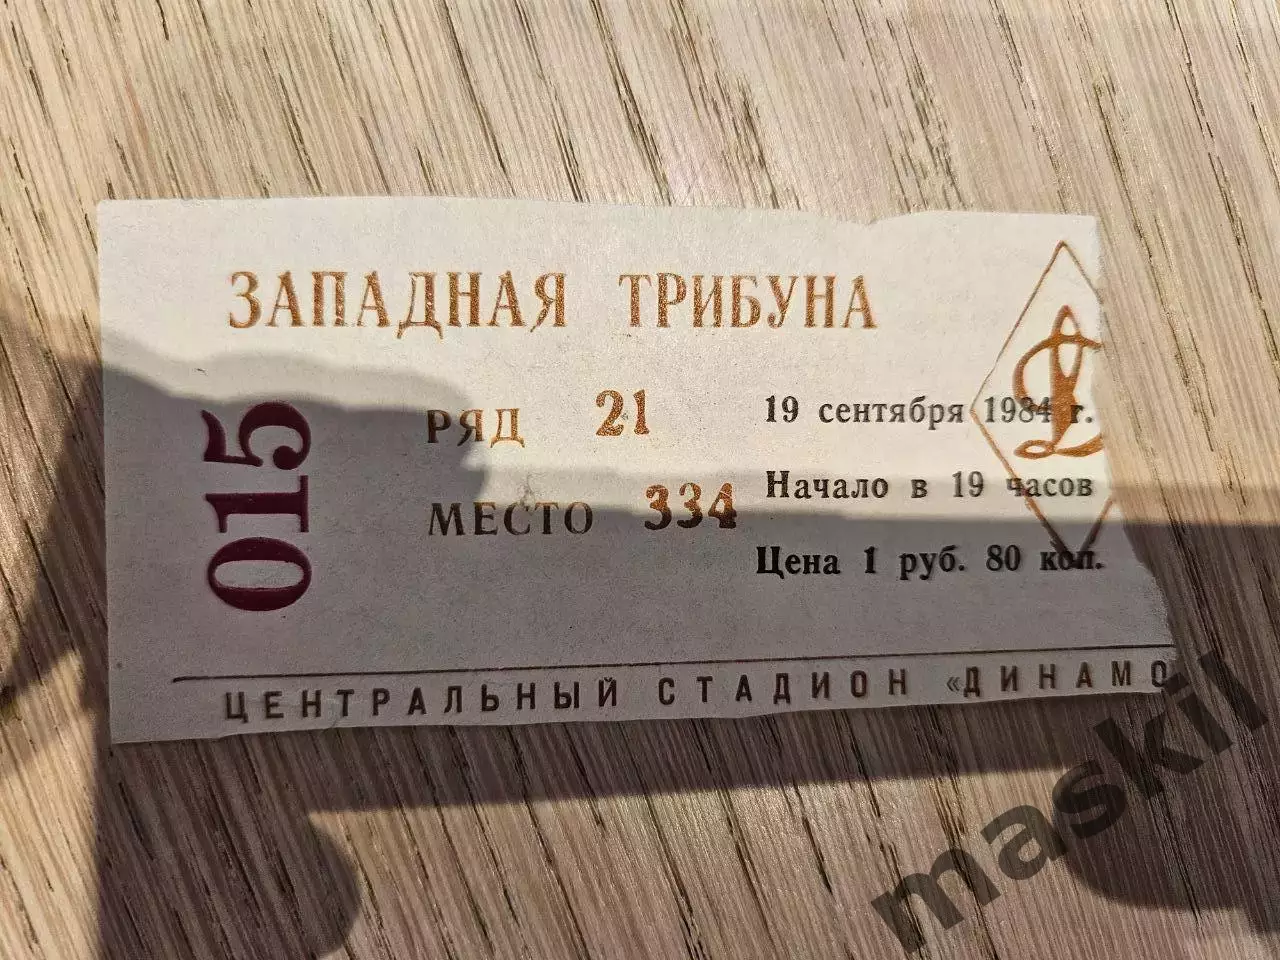 ЗАПАДНАЯ ТРИБУНА
015
РЯД 21
МЕСТО 334
19 сентября 1984 г.
Начало в 19 часов
Цена 1 руб. 80 коп.
ЦЕНТРАЛЬНЫЙ СТАДИОН «ДИНАМО
maskil